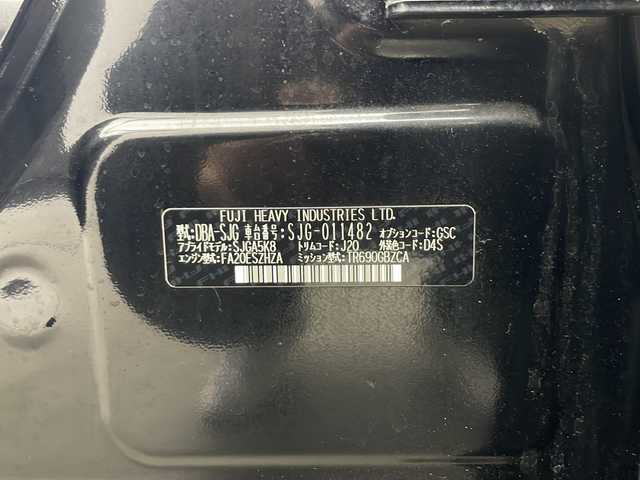 FUJI HEAVY INDUSTRIES LTD.
型式:DBA-SJG 車台番号:SJG-011482 オプションコード:GSC
アプライドモデル:SJGA5K8 トリムコード:J20 外装色コード:D4S
エンジン型式:FA20ESZHZA ミッション型式:TR690GBZCA